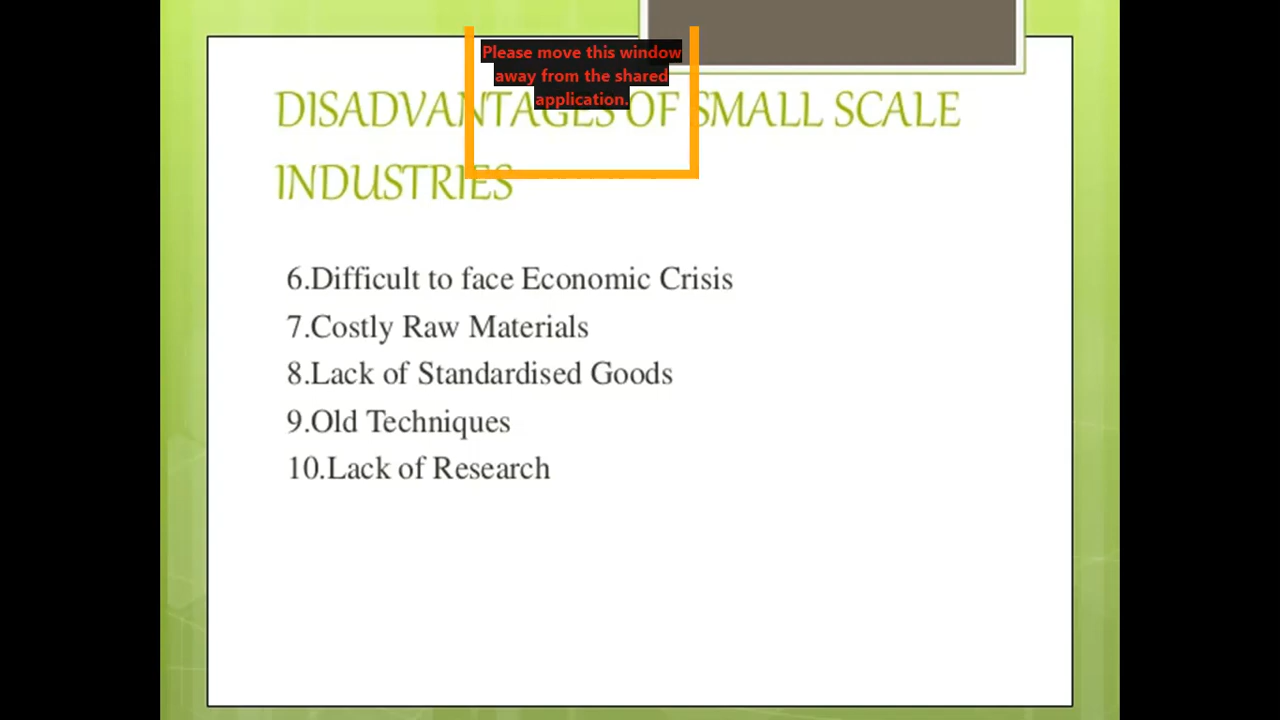 Please move this window
away from the shared
application.
DISADVANTAGES OF SMALL SCALE
INDUSTRIES
6.Difficult to face Economic Crisis
7.Costly Raw Materials
8.Lack of Standardised Goods
9.Old Techniques
10.Lack of Research